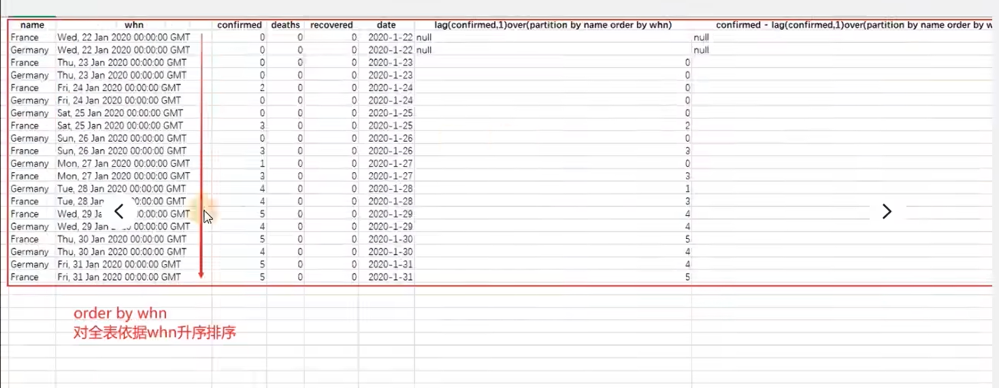 name whn confirmed deaths recovered date lag(confirmed,1)over(partition by name order by whn) confirmed - lag(confirmed,1)over(partition by name order by w
France Wed, 22 Jan 2020 00:00:00 GMT 0 0 0 2020-1-22 null null
Germany Wed, 22 Jan 2020 00:00:00 GMT 0 0 0 2020-1-22 null null
France Thu, 23 Jan 2020 00:00:00 GMT 0 0 0 2020-1-23 0
Germany Thu, 23 Jan 2020 00:00:00 GMT 0 0 0 2020-1-23 0
France Fri, 24 Jan 2020 00:00:00 GMT 2 0 0 2020-1-24 0
Germany Fri, 24 Jan 2020 00:00:00 GMT 0 0 0 2020-1-24 0
Germany Sat, 25 Jan 2020 00:00:00 GMT 0 0 0 2020-1-25 0
France Sat, 25 Jan 2020 00:00:00 GMT 3 0 0 2020-1-25 2
Germany Sun, 26 Jan 2020 00:00:00 GMT 0 0 0 2020-1-26 0
France Sun, 26 Jan 2020 00:00:00 GMT 3 0 0 2020-1-26 3
Germany Mon, 27 Jan 2020 00:00:00 GMT 1 0 0 2020-1-27 0
France Mon, 27 Jan 2020 00:00:00 GMT 3 0 0 2020-1-27 3
Germany Tue, 28 Jan 2020 00:00:00 GMT 4 0 0 2020-1-28 1
France Tue, 28 Jan 0:00:00 GMT 4 0 0 2020-1-28 3
France Wed, 29 Ja 00:00:00 GMT 5 0 0 2020-1-29 4
Germany Wed, 29 Jan 00:00:00 GMT 4 0 0 2020-1-29 4
France Thu, 30 Jan 2020 00:00:00 GMT 5 0 0 2020-1-30 5
Germany Thu, 30 Jan 2020 00:00:00 GMT 4 0 0 2020-1-30 4
Germany Fri, 31 Jan 2020 00:00:00 GMT 5 0 0 2020-1-31 4
France Fri, 31 Jan 2020 00:00:00 GMT 5 0 0 2020-1-31 5
order by whn
对全表依据whn升序排序